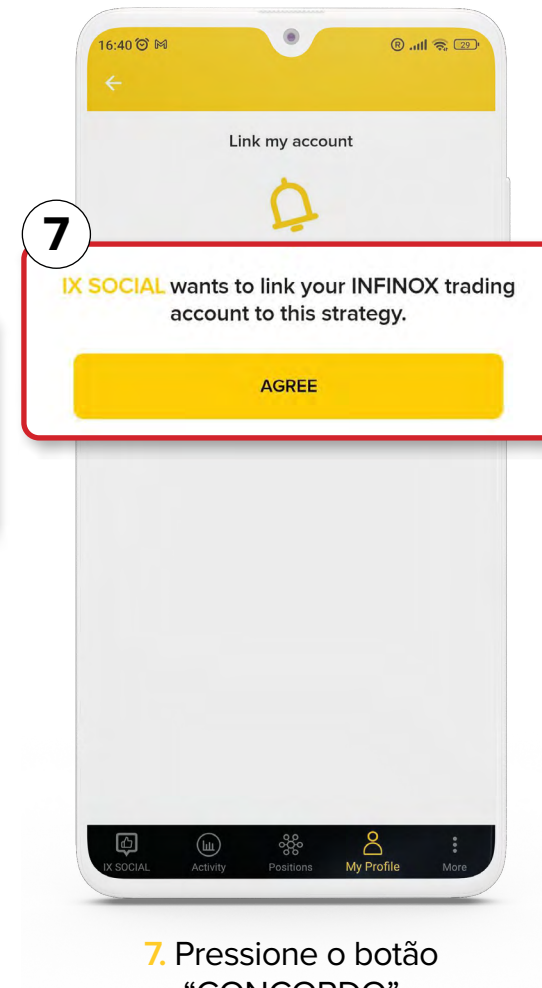 16:40
29
Link my account
7
IX SOCIAL wants to link your INFINOX trading
account to this strategy.
AGREE
IX SOCIAL
Activity
Positions
My Profile
More
7. Pressione o botão
“CONCORDO”